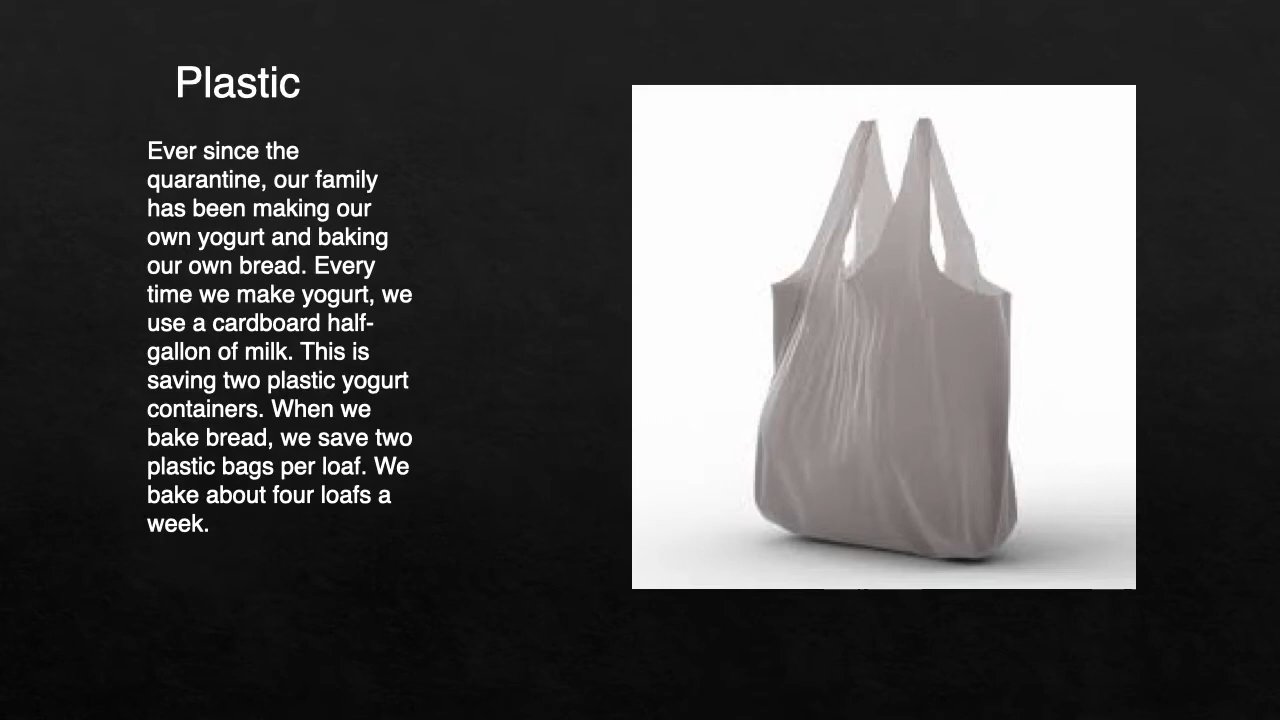 Plastic
Ever since the
quarantine, our family
has been making our
own yogurt and baking
our own bread. Every
time we make yogurt, we
use a cardboard half-
gallon of milk. This is
saving two plastic yogurt
containers. When we
bake bread, we save two
plastic bags per loaf. We
bake about four loafs a
week.